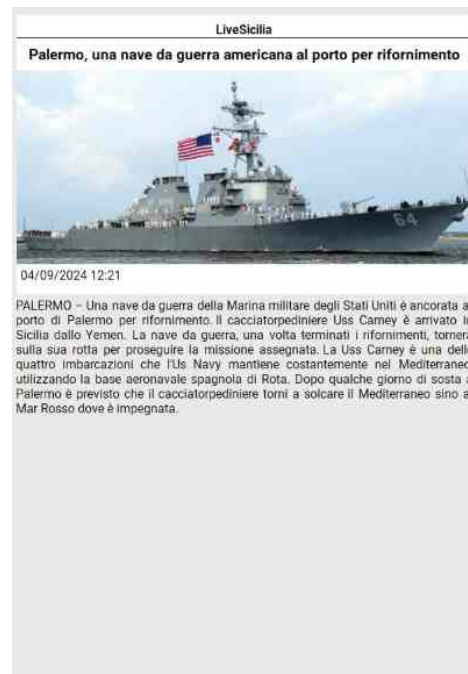 LiveSicilia
Palermo, una nave da guerra americana al porto per rifornimento
64
04/09/2024 12:21
PALERMO – Una nave da guerra della Marina militare degli Stati Uniti è ancorata a
porto di Palermo per rifornimento. Il cacciatorpediniere Uss Carney è arrivato i
Sicilia dallo Yemen. La nave da guerra, una volta terminati i rifornimenti, tornerà
sulla sua rotta per proseguire la missione assegnata. La Uss Carney è una delle
quattro imbarcazioni che l'Us Navy mantiene costantemente nel Mediterraneo
utilizzando la base aeronavale spagnola di Rota. Dopo qualche giorno di sosta a
Palermo è previsto che il cacciatorpediniere torni a solcare il Mediterraneo sino a
Mar Rosso dove è impegnata.